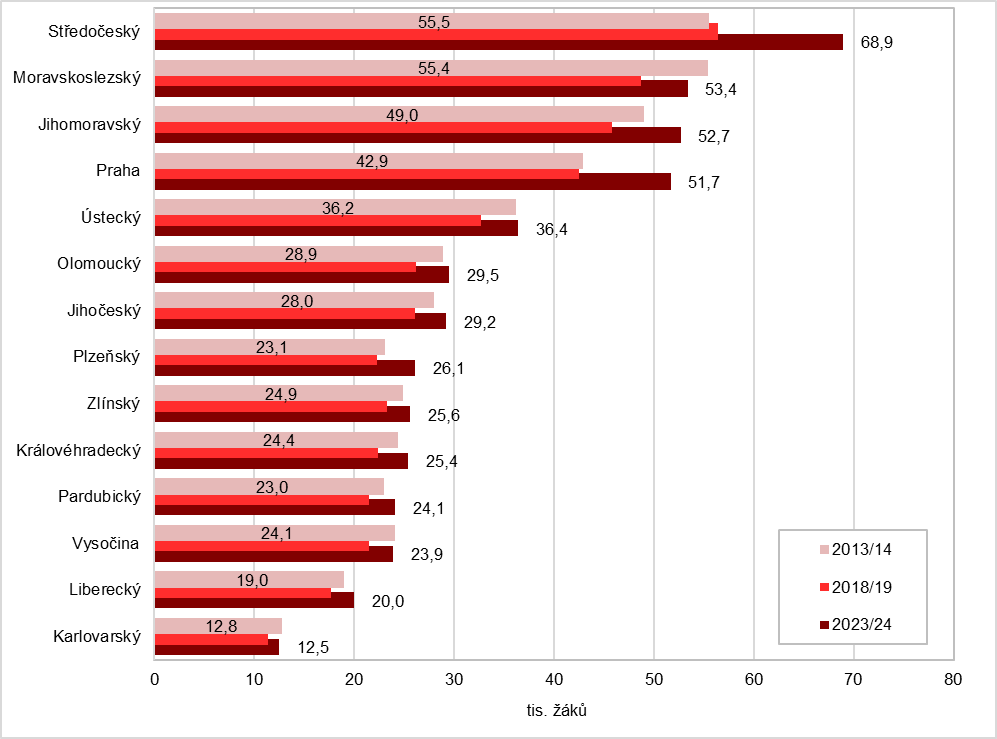 Středočeský 55,5 68,9
Moravskoslezský 55,4 53,4
Jihomoravský 49,0 52,7
Praha 42,9 51,7
Ústecký 36,2 36,4
Olomoucký 28,9 29,5
Jihočeský 28,0 29,2
Plzeňský 23,1 26,1
Zlínský 24,9 25,6
Královéhradecký 24,4 25,4
Pardubický 23,0 24,1
Vysočina 24,1 23,9
Liberecký 19,0 20,0
Karlovarský 12,8 12,5
2013/14
2018/19
2023/24
0 10 20 30 40 50 60 70 80
tis. žáků